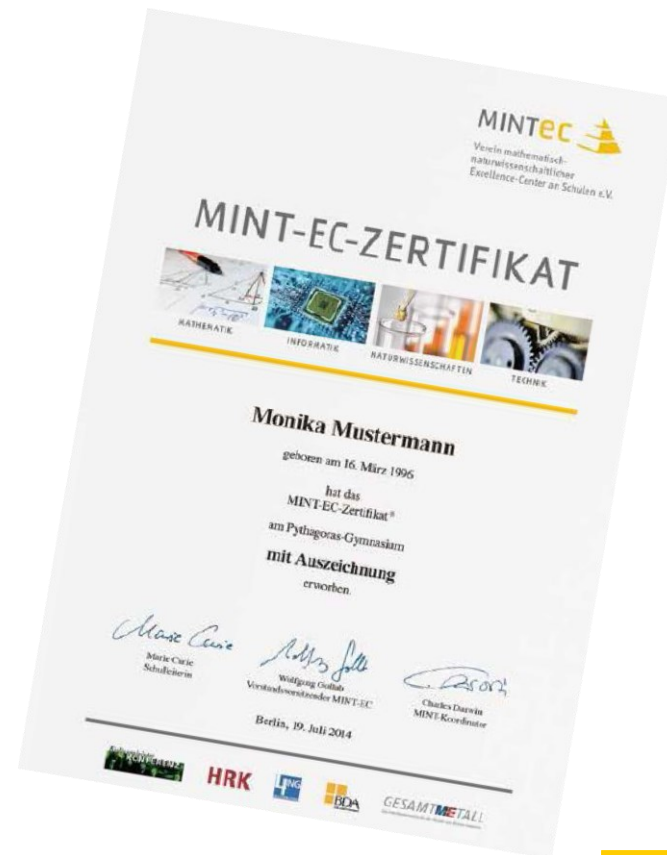 MINTEC
Verein mathematisch-
naturwissenschaftlicher
Excellence-Center an Schulen e.V.
MINT-EC-ZERTIFIKAT
MATHEMATIK
INFORMATIK
NATURWISSENSCHAFTEN
TECHNIK
Monika Mustermann
geboren am 16. März 1996
hat das
MINT-EC-Zertifikat®
am Pythagoras-Gymnasium
mit Auszeichnung
erworben.
Marie Curie
Schulleiterin
Wolfgang Gollub
Vorstandsvorsitzender MINT-EC
Charles Darwin
MINT-Koordinator
Berlin, 19. Juli 2014
HRK
4ING
BDA
GESAMTMETALL